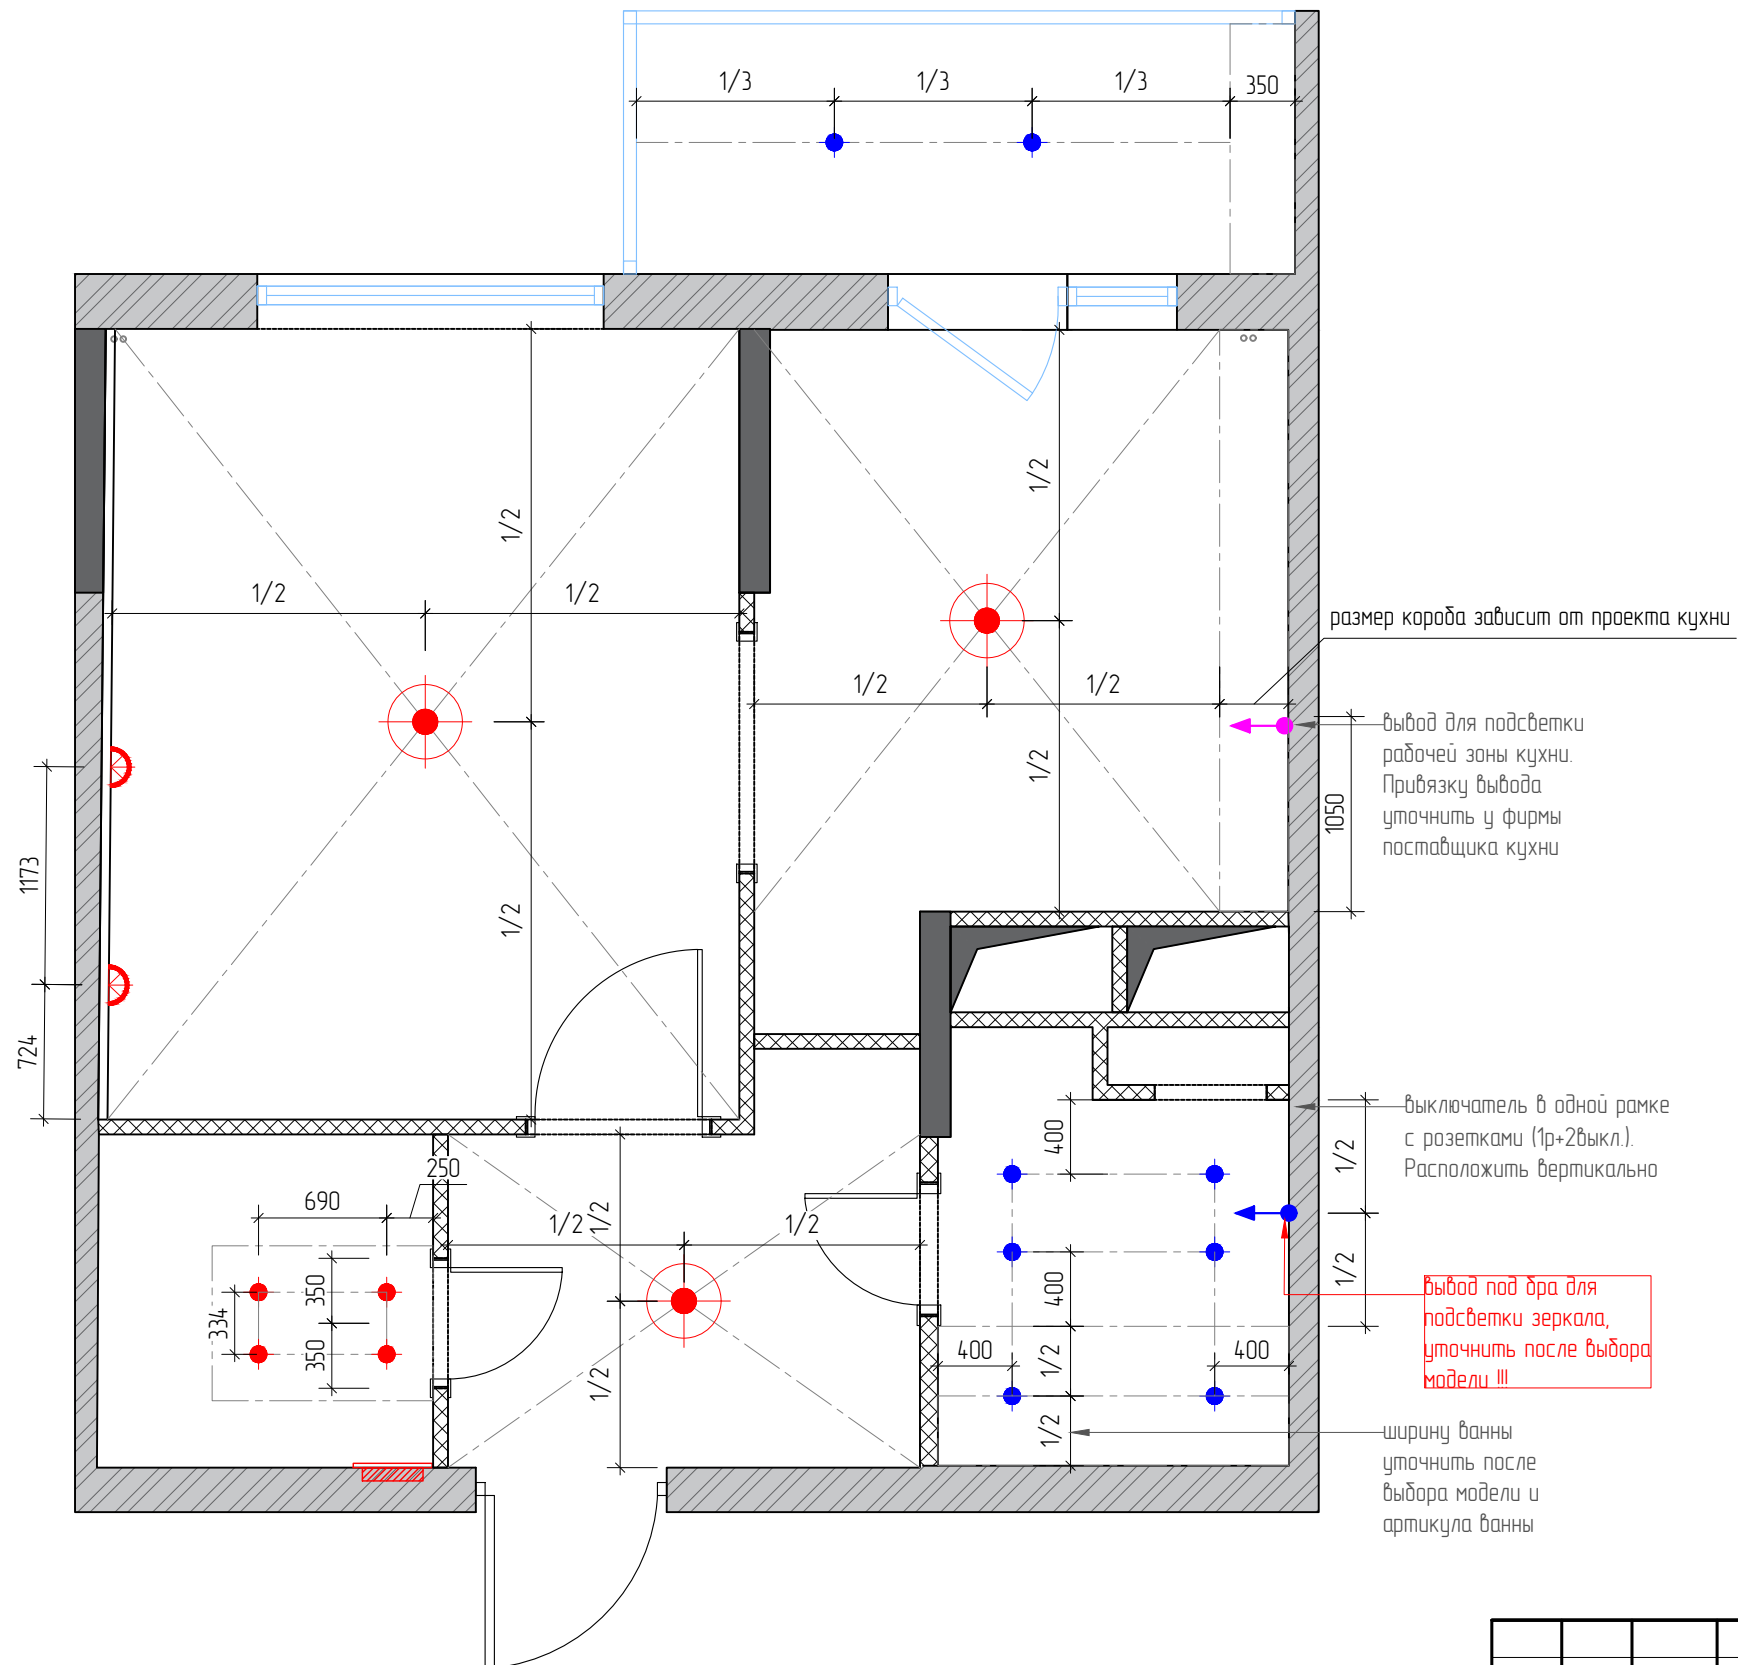 1/3
1/3
1/3
350
1/2
1/2
1/2
1/2
размер короба зависит от проекта кухни
1/2
1/2
вывод для подсветки
рабочей зоны кухни.
Привязку вывода
уточнить у фирмы
поставщика кухни
1/2
1050
1173
1/2
724
выключатель в одной рамке
с розетками (1р+2выкл.).
Расположить вертикально
400
1/2
250
690
1/2
1/2
1/2
1/2
вывод под бра для
подсветки зеркала,
уточнить после выбора
модели !!!
350
334
350
400
400
1/2
400
1/2
1/2
ширину ванны
уточнить после
выбора модели и
артикула ванны